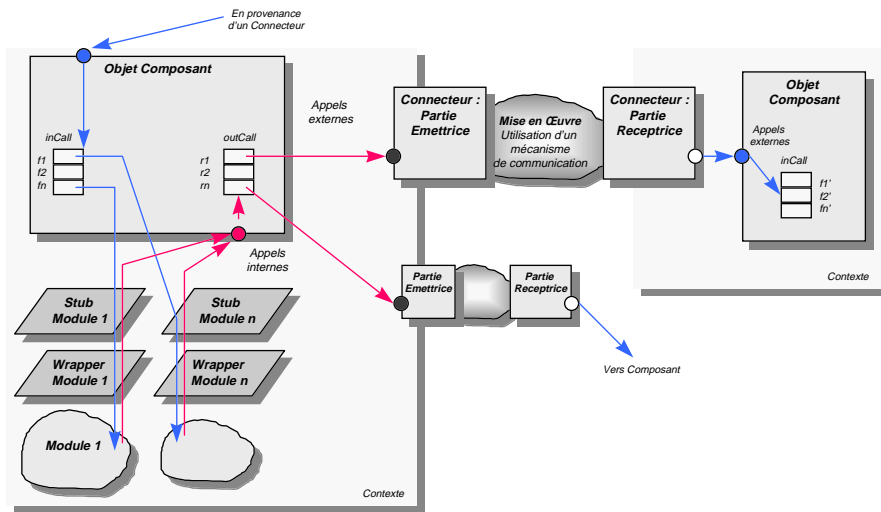 En provenance
d'un Connecteur
Objet Composant
inCall
f1
f2
fn
outCall
r1
r2
rn
Appels
externes
Appels
internes
Connecteur :
Partie
Emettrice
Mise en Œuvre
Utilisation d'un
mécanisme
de communication
Connecteur :
Partie
Receptrice
Objet
Composant
Appels
externes
inCall
f1'
f2'
fn'
Contexte
Partie
Emettrice
Partie
Receptrice
Vers Composant
Stub
Module 1
Stub
Module n
Wrapper
Module 1
Wrapper
Module n
Module 1
Contexte